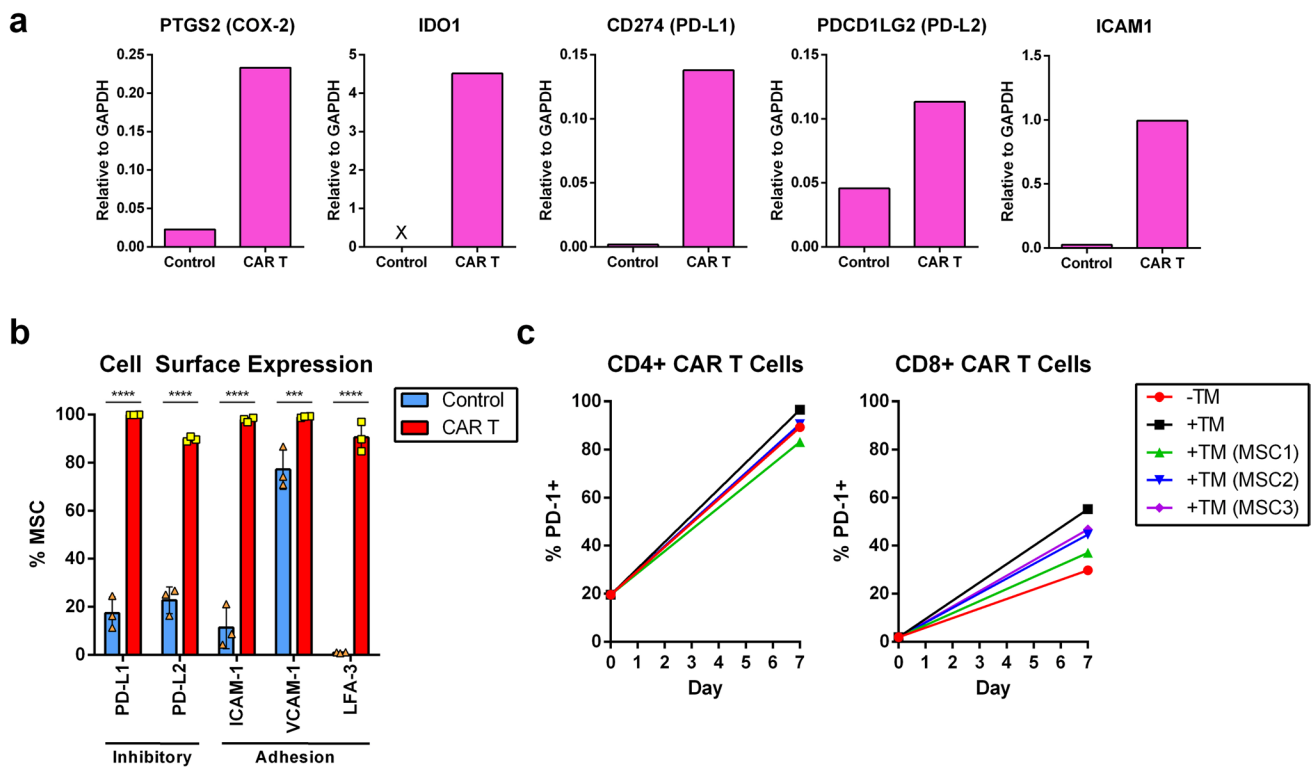 a
PTGS2 (COX-2)
IDO1
CD274 (PD-L1)
PDCD1LG2 (PD-L2)
ICAM1
Relative to GAPDH
0.25
0.20
0.15
0.10
0.05
0.00
Control
CAR T
Relative to GAPDH
5
4
3
2
1
0
X
Control
CAR T
Relative to GAPDH
0.15
0.10
0.05
0.00
Control
CAR T
Relative to GAPDH
0.15
0.10
0.05
0.00
Control
CAR T
Relative to GAPDH
1.5
1.0
0.5
0.0
Control
CAR T
b
Cell Surface Expression
**** **** **** *** ****
% MSC
100
80
60
40
20
0
PD-L1
PD-L2
ICAM-1
VCAM-1
LFA-3
Inhibitory
Adhesion
Control
CAR T
c
CD4+ CAR T Cells
% PD-1+
100
80
60
40
20
0
0 1 2 3 4 5 6 7
Day
CD8+ CAR T Cells
% PD-1+
100
80
60
40
20
0
0 1 2 3 4 5 6 7
Day
-TM
+TM
+TM (MSC1)
+TM (MSC2)
+TM (MSC3)